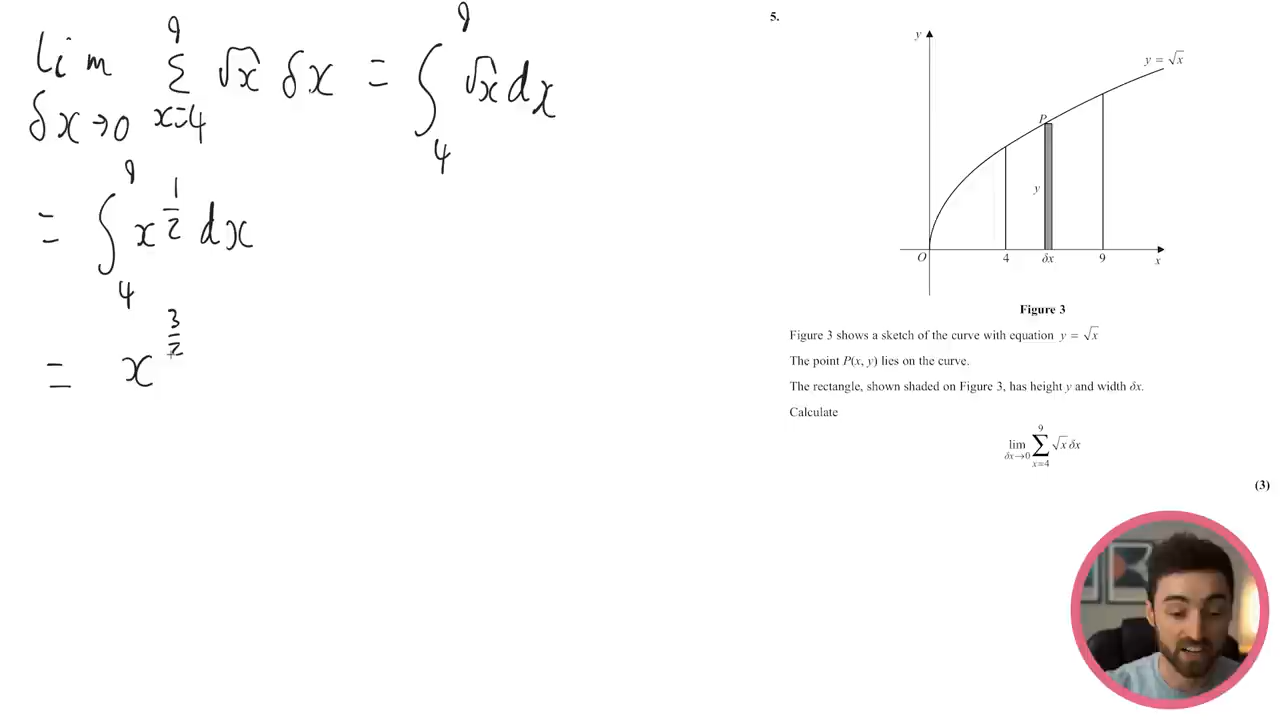 lim δx→0 Σ x=4 9 √x δx = ∫ 4 9 √x dx
= ∫ 4 9 x^1/2 dx
= x^3/2
5.
y
y = √x
P
y
O
4
δx
9
x
Figure 3
Figure 3 shows a sketch of the curve with equation y = √x
The point P(x, y) lies on the curve.
The rectangle, shown shaded on Figure 3, has height y and width δx.
Calculate
lim δx→0 Σ x=4 9 √x δx
(3)